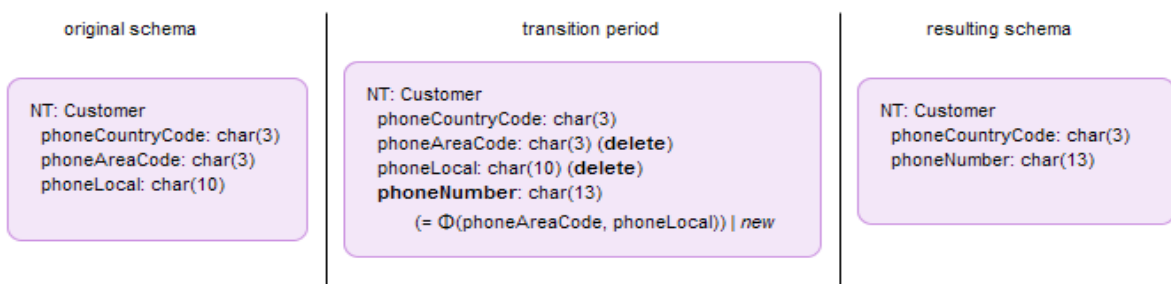 original schema
NT: Customer
phoneCountryCode: char(3)
phoneAreaCode: char(3)
phoneLocal: char(10)
transition period
NT: Customer
phoneCountryCode: char(3)
phoneAreaCode: char(3) (delete)
phoneLocal: char(10) (delete)
phoneNumber: char(13)
(= Φ(phoneAreaCode, phoneLocal)) | new
resulting schema
NT: Customer
phoneCountryCode: char(3)
phoneNumber: char(13)